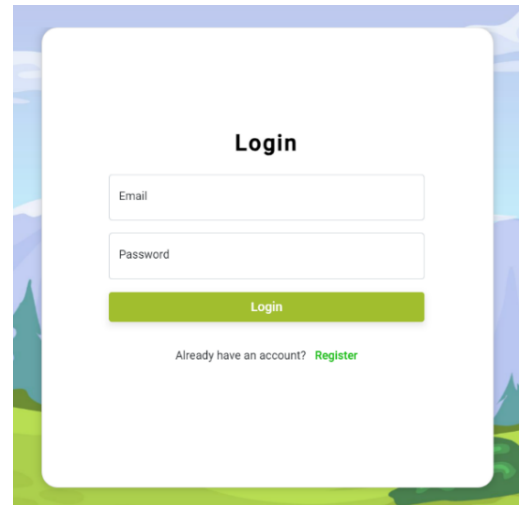 Login
Email
Password
Login
Already have an account? Register